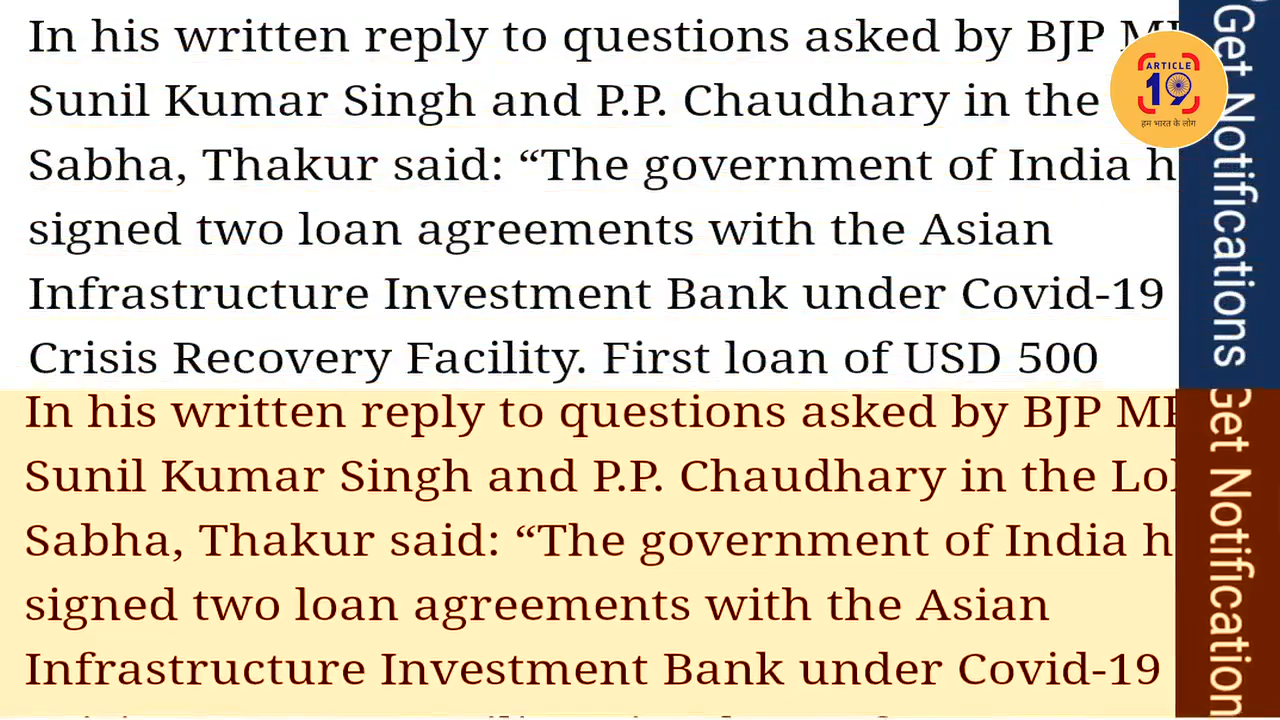 In his written reply to questions asked by BJP
Sunil Kumar Singh and P.P. Chaudhary in the
Sabha, Thakur said: “The government of India
signed two loan agreements with the Asian
Infrastructure Investment Bank under Covid-19
Crisis Recovery Facility. First loan of USD 500
ARTICLE
19
हम भारत के लोग
Get Notifications
In his written reply to questions asked by BJP
Sunil Kumar Singh and P.P. Chaudhary in the
Sabha, Thakur said: “The government of India
signed two loan agreements with the Asian
Infrastructure Investment Bank under Covid-19
Get Notification